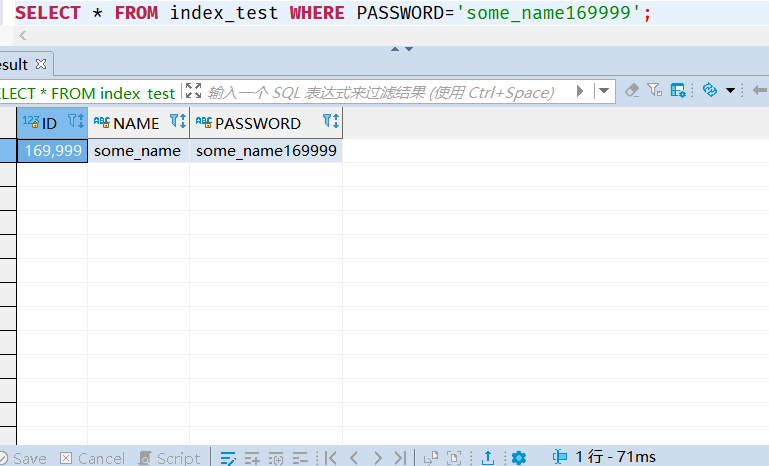 SELECT * FROM index_test WHERE PASSWORD='some_name169999';
esult
LECT * FROM index_test 输入一个 SQL 表达式来过滤结果 (使用 Ctrl+Space)
123 ID ABC NAME ABC PASSWORD
169,999 some_name some_name169999
Save Cancel Script 1 行 - 71ms